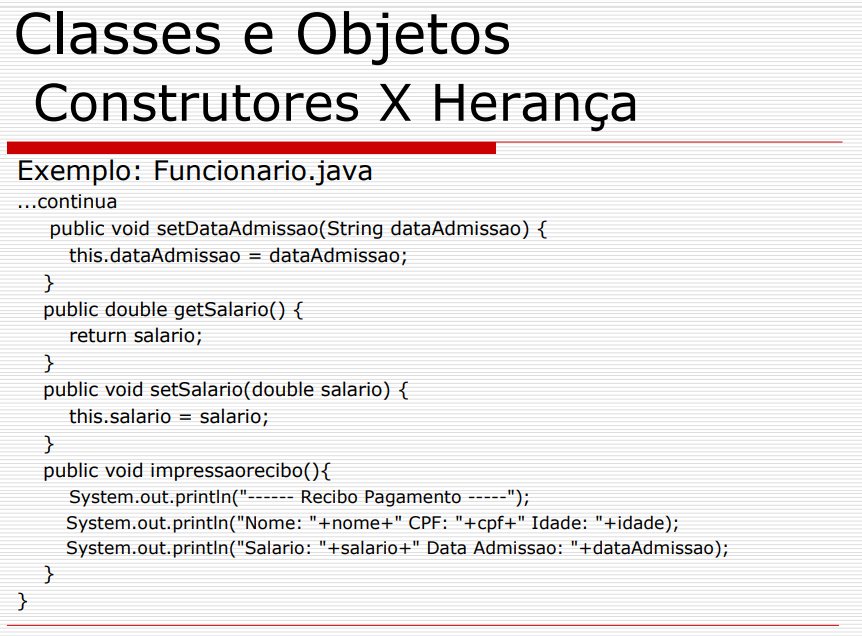 Classes e Objetos
Construtores X Herança
Exemplo: Funcionario.java
...continua
public void setDataAdmissao(String dataAdmissao) {
this.dataAdmissao = dataAdmissao;
}
public double getSalario() {
return salario;
}
public void setSalario(double salario) {
this.salario = salario;
}
public void impressaorecibo(){
System.out.println("------ Recibo Pagamento -----");
System.out.println("Nome: "+nome+" CPF: "+cpf+" Idade: "+idade);
System.out.println("Salario: "+salario+" Data Admissao: "+dataAdmissao);
}
}